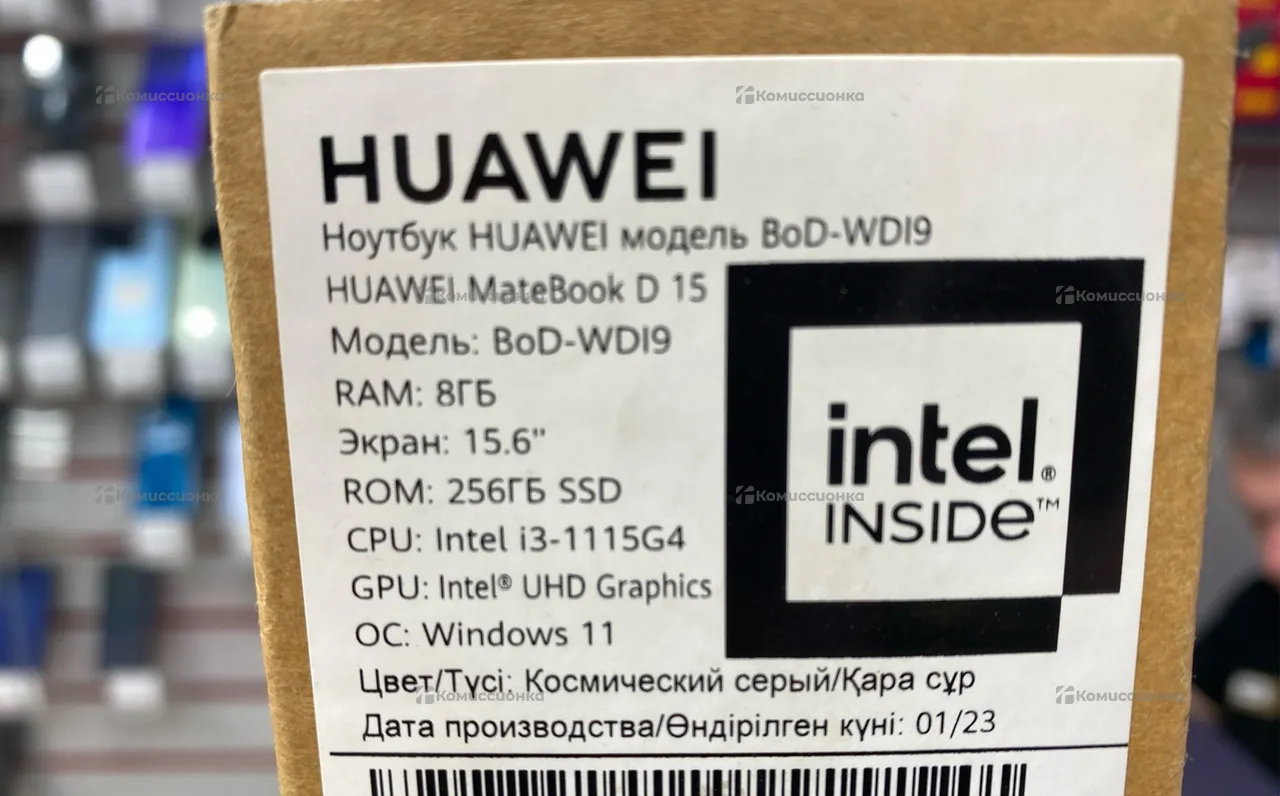 HUAWEI
Ноутбук HUAWEI модель BoD-WDI9
HUAWEI MateBook D 15
Модель: BoD-WDI9
RAM: 8ГБ
Экран: 15.6"
ROM: 256ГБ SSD
CPU: Intel i3-1115G4
GPU: Intel® UHD Graphics
ОС: Windows 11
Цвет/Түсі: Космический серый/Қара сұр
Дата производства/Өндірілген күні: 01/23
intel®
INSIDE™
Комиссионка
Комиссионка
Комиссионка
Комиссионка
Комиссионка
Комиссионка
Комиссионка
Комиссионка